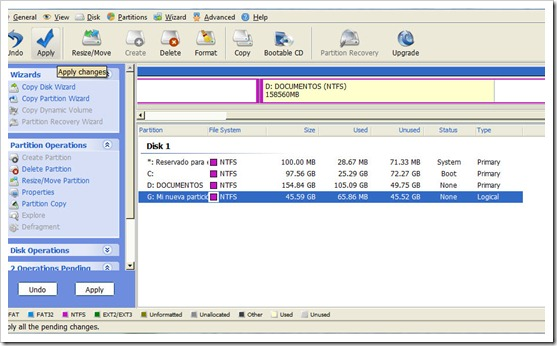 General View Disk Partitions Wizard Advanced Help
Undo Apply Resize/Move Create Delete Format Copy Bootable CD Partition Recovery Upgrade
Apply changes
Wizards
Copy Disk Wizard
Copy Partition Wizard
Copy Dynamic Volume
Partition Recovery Wizard
Partition Operations
Create Partition
Delete Partition
Resize/Move Partition
Properties
Partition Copy
Explore
Defragment
Disk Operations
2 Operations Pending
Undo Apply
D: DOCUMENTOS (NTFS)
158560MB
Partition File System Size Used Unused Status Type
Disk 1
*: Reservado para e NTFS 100.00 MB 28.67 MB 71.33 MB System Primary
C: NTFS 97.56 GB 25.29 GB 72.27 GB Boot Primary
D: DOCUMENTOS NTFS 154.84 GB 105.09 GB 49.75 GB None Primary
G: Mi nueva partici NTFS 45.59 GB 65.86 MB 45.52 GB None Logical
FAT FAT32 NTFS EXT2/EXT3 Unformatted Unallocated Other Used Unused
ply all the pending changes.